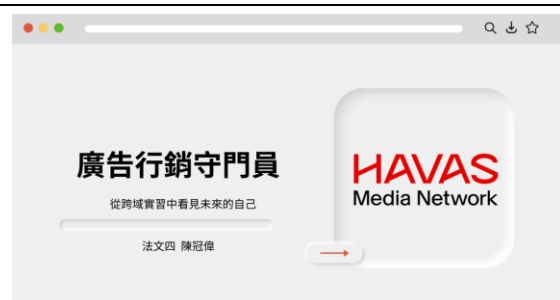 廣告行銷守門員
從跨域實習中看見未來的自己
法文四 陳冠偉
HAVAS
Media Network